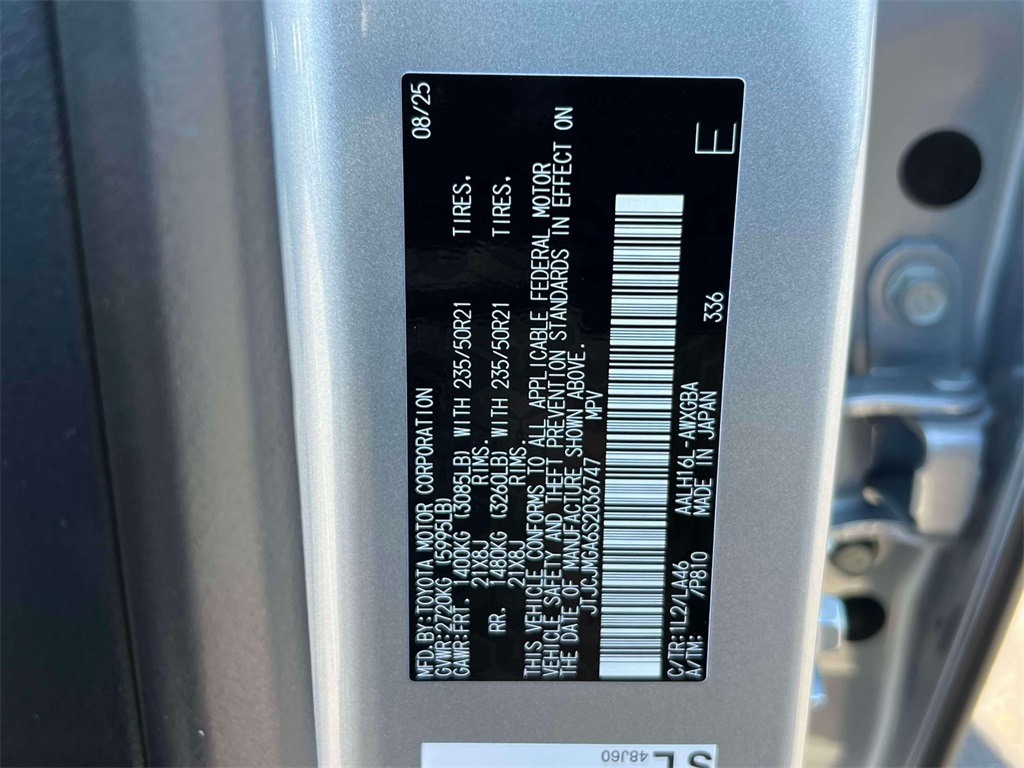 MFD.BY:TOYOTA MOTOR CORPORATION 08/25
GVWR:2720KG (5995LB)
GAWR:FRT. 1400KG (3085LB) WITH 235/50R21 TIRES.
21X8J RIMS.
RR. 1480KG (3260LB) WITH 235/50R21 TIRES.
21X8J RIMS.
THIS VEHICLE CONFORMS TO ALL APPLICABLE FEDERAL MOTOR
VEHICLE SAFETY AND THEFT PREVENTION STANDARDS IN EFFECT ON
THE DATE OF MANUFACTURE SHOWN ABOVE.
JTJCJMGA6S2036747 MPV
C/TR:1L2/LA46 AALH16L-AWXGBA
A/TM: /P810 MADE IN JAPAN 336 E
48J60